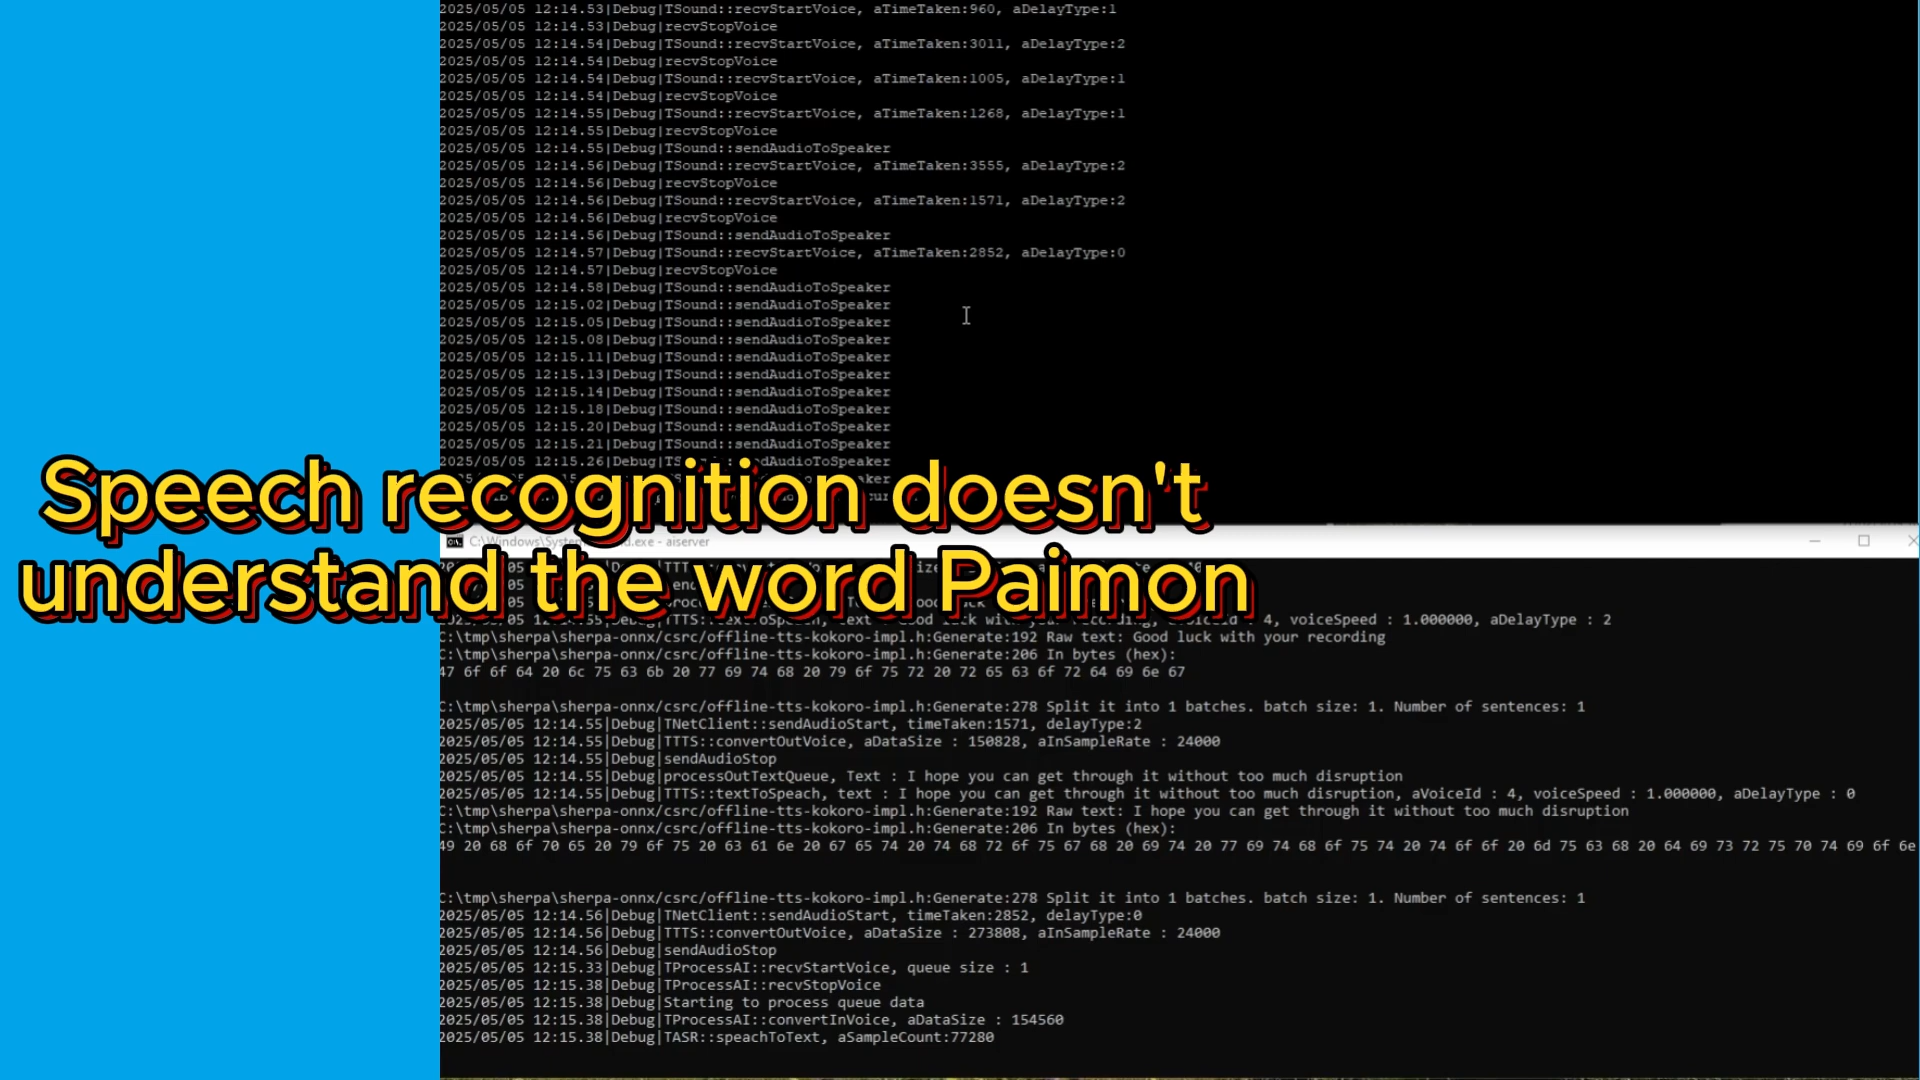 2025/05/05 12:14.53|Debug|TSound::recvStartVoice, aTimeTaken:960, aDelayType:1
2025/05/05 12:14.53|Debug|recvStopVoice
2025/05/05 12:14.54|Debug|TSound::recvStartVoice, aTimeTaken:3011, aDelayType:2
2025/05/05 12:14.54|Debug|recvStopVoice
2025/05/05 12:14.54|Debug|TSound::recvStartVoice, aTimeTaken:1005, aDelayType:1
2025/05/05 12:14.54|Debug|recvStopVoice
2025/05/05 12:14.55|Debug|TSound::recvStartVoice, aTimeTaken:1268, aDelayType:1
2025/05/05 12:14.55|Debug|recvStopVoice
2025/05/05 12:14.55|Debug|TSound::sendAudioToSpeaker
2025/05/05 12:14.56|Debug|TSound::recvStartVoice, aTimeTaken:3555, aDelayType:2
2025/05/05 12:14.56|Debug|recvStopVoice
2025/05/05 12:14.56|Debug|TSound::recvStartVoice, aTimeTaken:1571, aDelayType:2
2025/05/05 12:14.56|Debug|recvStopVoice
2025/05/05 12:14.56|Debug|TSound::sendAudioToSpeaker
2025/05/05 12:14.57|Debug|TSound::recvStartVoice, aTimeTaken:2852, aDelayType:0
2025/05/05 12:14.57|Debug|recvStopVoice
2025/05/05 12:14.58|Debug|TSound::sendAudioToSpeaker
2025/05/05 12:15.02|Debug|TSound::sendAudioToSpeaker
2025/05/05 12:15.05|Debug|TSound::sendAudioToSpeaker
2025/05/05 12:15.08|Debug|TSound::sendAudioToSpeaker
2025/05/05 12:15.11|Debug|TSound::sendAudioToSpeaker
2025/05/05 12:15.13|Debug|TSound::sendAudioToSpeaker
2025/05/05 12:15.14|Debug|TSound::sendAudioToSpeaker
2025/05/05 12:15.18|Debug|TSound::sendAudioToSpeaker
2025/05/05 12:15.20|Debug|TSound::sendAudioToSpeaker
2025/05/05 12:15.21|Debug|TSound::sendAudioToSpeaker
2025/05/05 12:15.26|Debug|TSound::sendAudioToSpeaker
Speech recognition doesn't
understand the word Paimon
- aiserver
voiceSpeed : 1.000000, aDelayType : 2
C:\tmp\sherpa\sherpa-onnx/csrc/offline-tts-kokoro-impl.h:Generate:192 Raw text: Good luck with your recording
C:\tmp\sherpa\sherpa-onnx/csrc/offline-tts-kokoro-impl.h:Generate:206 In bytes (hex):
47 6f 6f 64 20 6c 75 63 6b 20 77 69 74 68 20 79 6f 75 72 20 72 65 63 6f 72 64 69 6e 67
C:\tmp\sherpa\sherpa-onnx/csrc/offline-tts-kokoro-impl.h:Generate:278 Split it into 1 batches. batch size: 1. Number of sentences: 1
2025/05/05 12:14.55|Debug|TNetClient::sendAudioStart, timeTaken:1571, delayType:2
2025/05/05 12:14.55|Debug|TTTS::convertOutVoice, aDataSize : 150828, aInSampleRate : 24000
2025/05/05 12:14.55|Debug|sendAudioStop
2025/05/05 12:14.55|Debug|processOutTextQueue, Text : I hope you can get through it without too much disruption
2025/05/05 12:14.55|Debug|TTTS::textToSpeach, text : I hope you can get through it without too much disruption, aVoiceId : 4, voiceSpeed : 1.000000, aDelayType : 0
C:\tmp\sherpa\sherpa-onnx/csrc/offline-tts-kokoro-impl.h:Generate:192 Raw text: I hope you can get through it without too much disruption
C:\tmp\sherpa\sherpa-onnx/csrc/offline-tts-kokoro-impl.h:Generate:206 In bytes (hex):
49 20 68 6f 70 65 20 79 6f 75 20 63 61 6e 20 67 65 74 20 74 68 72 6f 75 67 68 20 69 74 20 77 69 74 68 6f 75 74 20 74 6f 6f 20 6d 75 63 68 20 64 69 73 72 75 70 74 69 6f 6e
C:\tmp\sherpa\sherpa-onnx/csrc/offline-tts-kokoro-impl.h:Generate:278 Split it into 1 batches. batch size: 1. Number of sentences: 1
2025/05/05 12:14.56|Debug|TNetClient::sendAudioStart, timeTaken:2852, delayType:0
2025/05/05 12:14.56|Debug|TTTS::convertOutVoice, aDataSize : 273808, aInSampleRate : 24000
2025/05/05 12:14.56|Debug|sendAudioStop
2025/05/05 12:15.33|Debug|TProcessAI::recvStartVoice, queue size : 1
2025/05/05 12:15.38|Debug|TProcessAI::recvStopVoice
2025/05/05 12:15.38|Debug|Starting to process queue data
2025/05/05 12:15.38|Debug|TProcessAI::convertInVoice, aDataSize : 154560
2025/05/05 12:15.38|Debug|TASR::speachToText, aSampleCount:77280